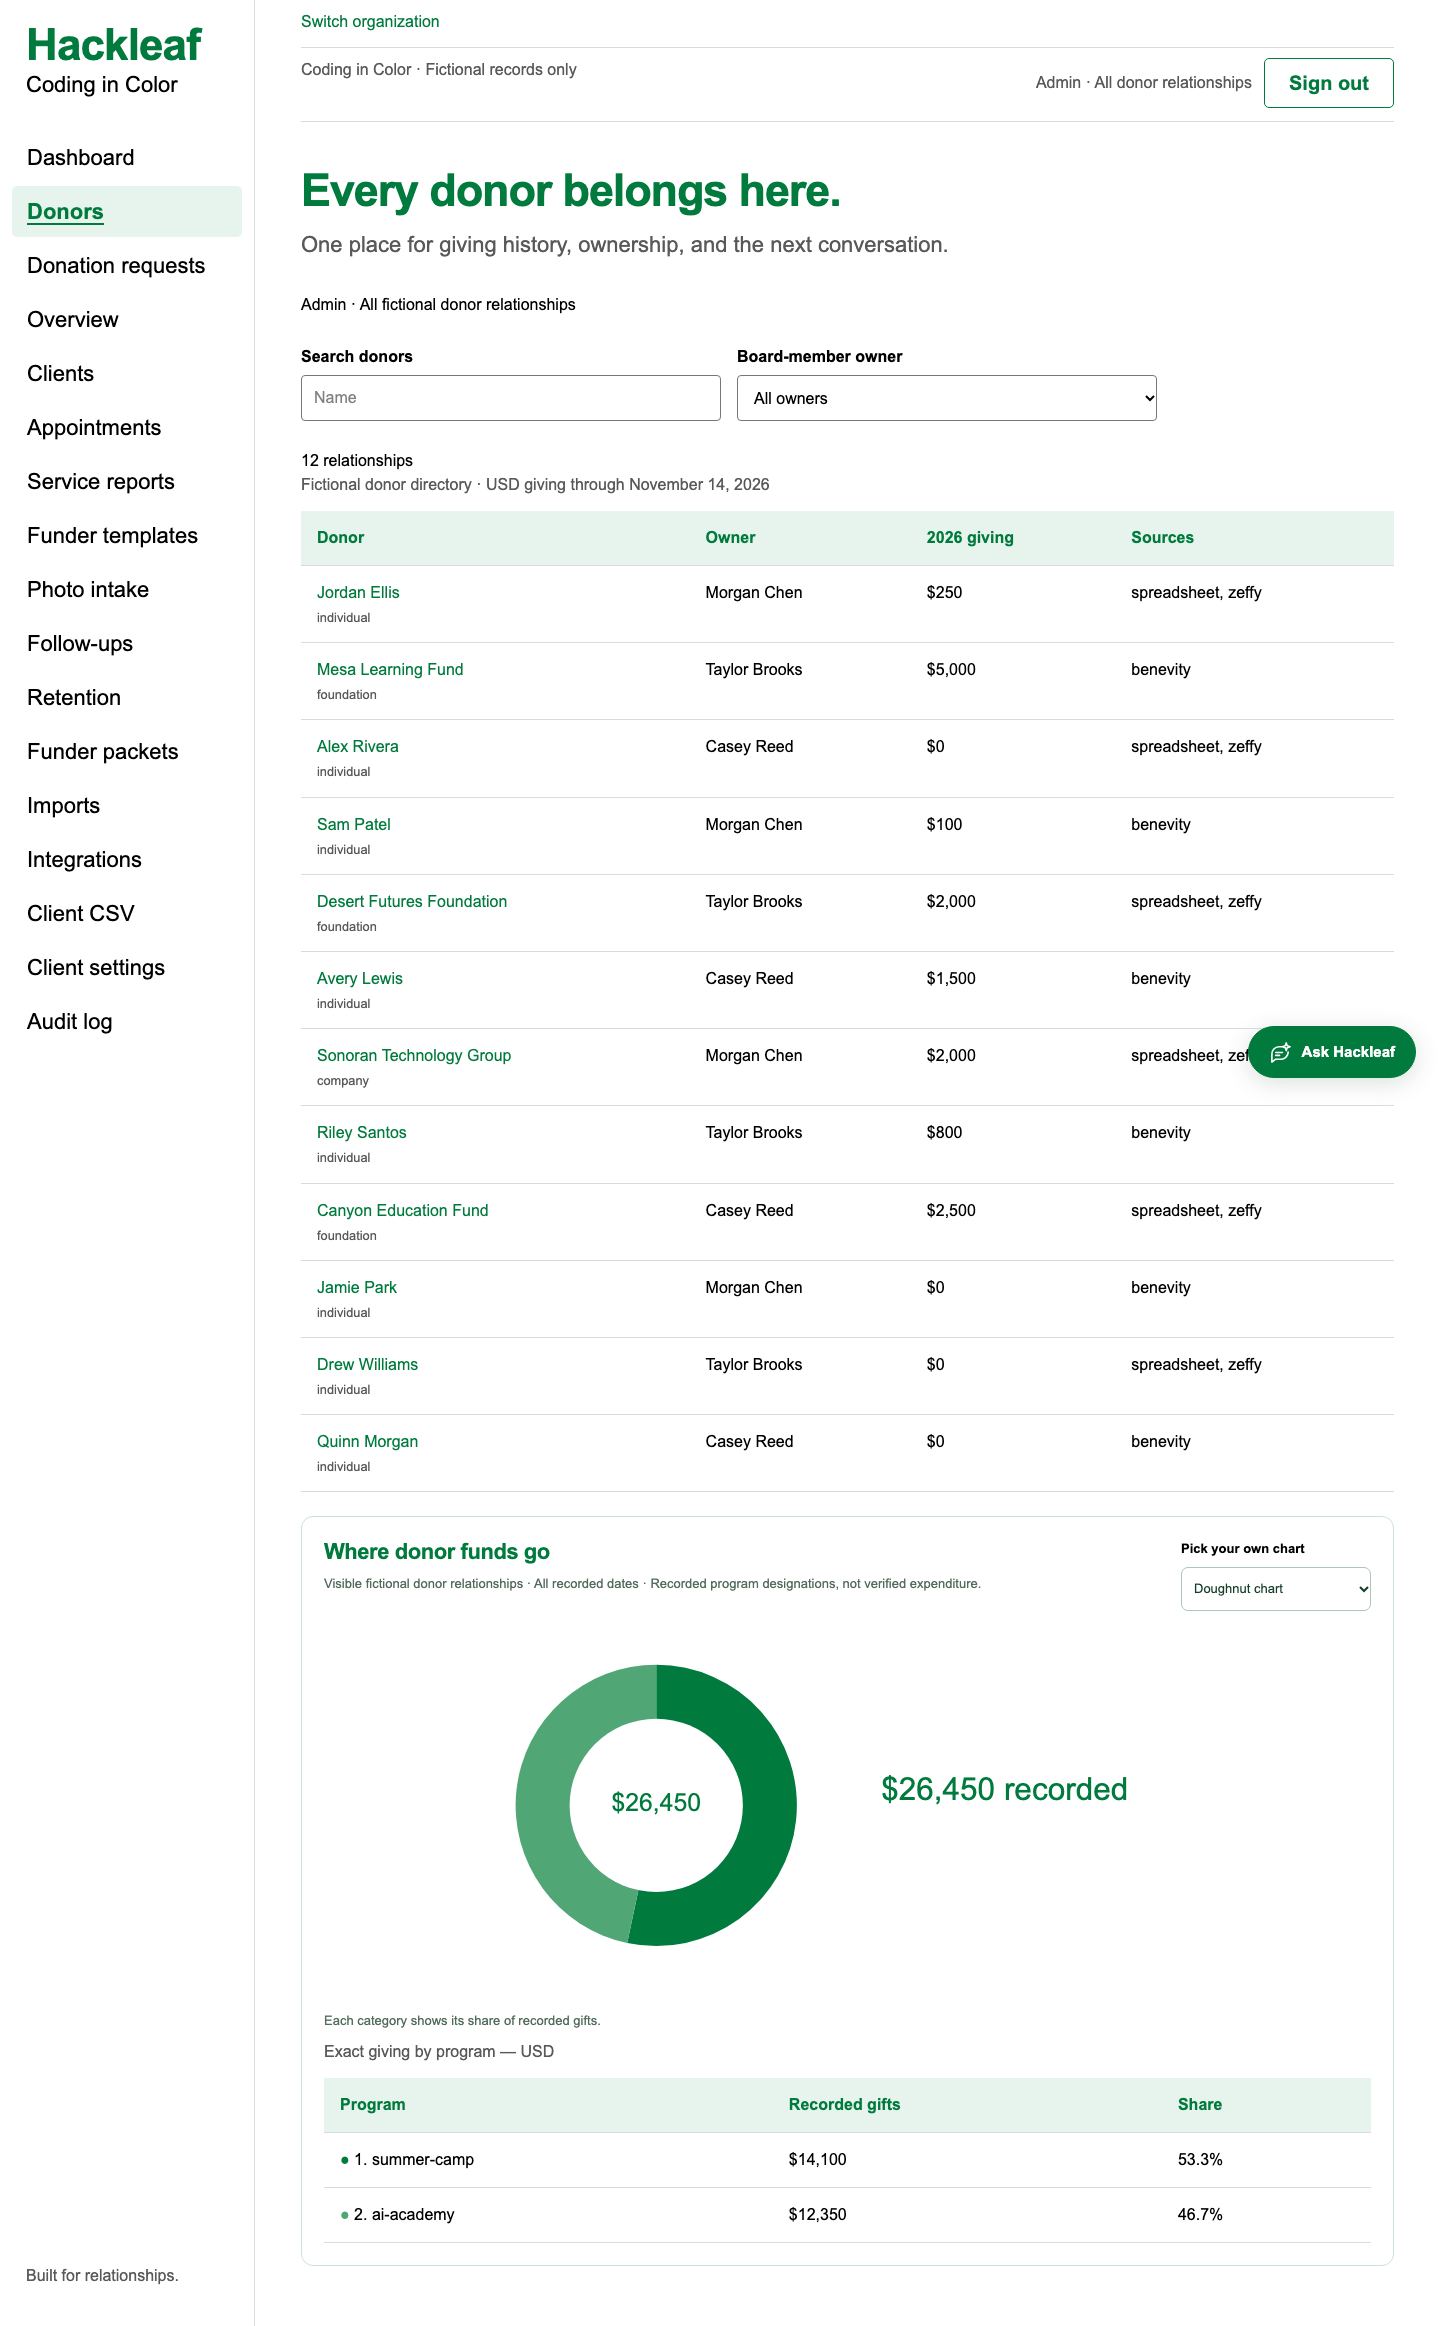 Hackleaf
Coding in Color
Dashboard
Donors
Donation requests
Overview
Clients
Appointments
Service reports
Funder templates
Photo intake
Follow-ups
Retention
Funder packets
Imports
Integrations
Client CSV
Client settings
Audit log
Built for relationships.
Switch organization
Coding in Color · Fictional records only
Admin · All donor relationships
Sign out
Every donor belongs here.
One place for giving history, ownership, and the next conversation.
Admin · All fictional donor relationships
Search donors
Name
Board-member owner
All owners
12 relationships
Fictional donor directory · USD giving through November 14, 2026
Donor Owner 2026 giving Sources
Jordan Ellis Morgan Chen $250 spreadsheet, zeffy
individual
Mesa Learning Fund Taylor Brooks $5,000 benevity
foundation
Alex Rivera Casey Reed $0 spreadsheet, zeffy
individual
Sam Patel Morgan Chen $100 benevity
individual
Desert Futures Foundation Taylor Brooks $2,000 spreadsheet, zeffy
foundation
Avery Lewis Casey Reed $1,500 benevity
individual
Sonoran Technology Group Morgan Chen $2,000 spreadsheet,
company
Ask Hackleaf
Riley Santos Taylor Brooks $800 benevity
individual
Canyon Education Fund Casey Reed $2,500 spreadsheet, zeffy
foundation
Jamie Park Morgan Chen $0 benevity
individual
Drew Williams Taylor Brooks $0 spreadsheet, zeffy
individual
Quinn Morgan Casey Reed $0 benevity
individual
Where donor funds go
Visible fictional donor relationships · All recorded dates · Recorded program designations, not verified expenditure.
Pick your own chart
Doughnut chart
$26,450
$26,450 recorded
Each category shows its share of recorded gifts.
Exact giving by program — USD
Program Recorded gifts Share
● 1. summer-camp $14,100 53.3%
● 2. ai-academy $12,350 46.7%